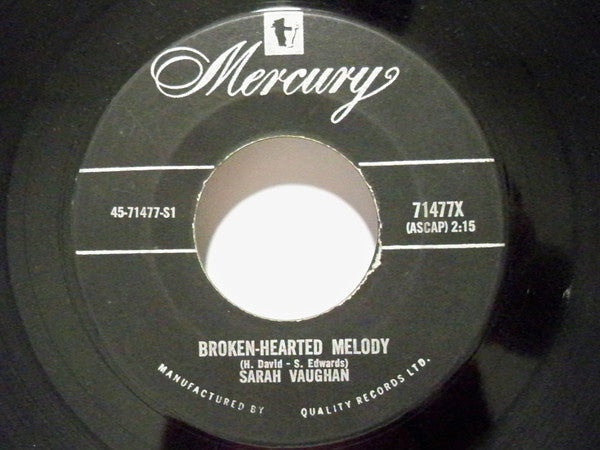 Mercury
45-71477-S1
71477X
(ASCAP) 2:15
BROKEN-HEARTED MELODY
(H. David - S. Edwards)
SARAH VAUGHAN
MANUFACTURED BY QUALITY RECORDS LTD.